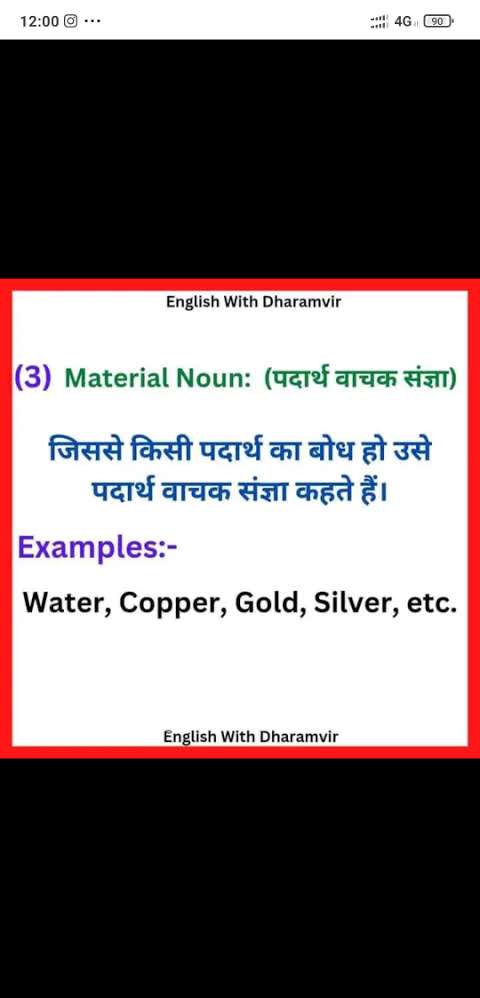 12:00 ... 4G 90
English With Dharamvir
(3) Material Noun: (पदार्थ वाचक संज्ञा)
जिससे किसी पदार्थ का बोध हो उसे
पदार्थ वाचक संज्ञा कहते हैं।
Examples:-
Water, Copper, Gold, Silver, etc.
English With Dharamvir